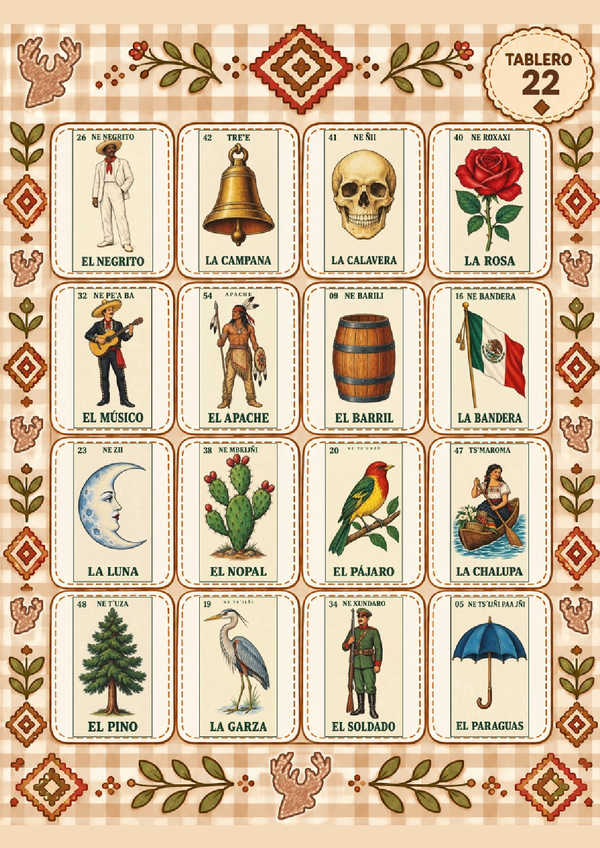 TABLERO
22
26 NE NEGRITO
EL NEGRITO
42 TRE'E
LA CAMPANA
41 NE ÑII
LA CALAVERA
40 NE ROXAXI
LA ROSA
32 NE PE'A BA
EL MÚSICO
54 APACHE
EL APACHE
09 NE BARILI
EL BARRIL
16 NE BANDERA
LA BANDERA
23 NE ZII
LA LUNA
38 NE MBKIJÑI
EL NOPAL
20
EL PÁJARO
47 TS'MAROMA
LA CHALUPA
48 NE T'UZA
EL PINO
19
LA GARZA
34 NE XUNDARO
EL SOLDADO
05 NE TS'IJÑI PAA JÑI
EL PARAGUAS